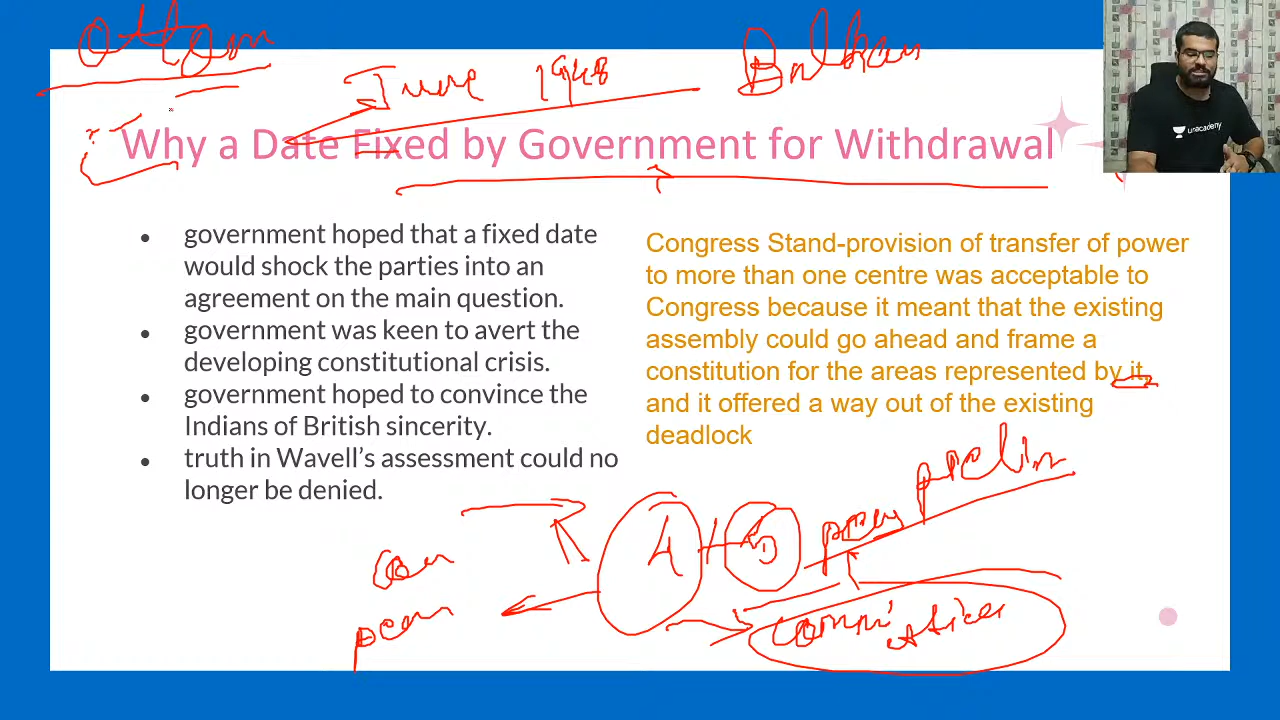 Ottom
June 1948
Balkan
unacademy
Why a Date Fixed by Government for Withdrawal
● government hoped that a fixed date
would shock the parties into an
agreement on the main question.
● government was keen to avert the
developing constitutional crisis.
● government hoped to convince the
Indians of British sincerity.
● truth in Wavell's assessment could no
longer be denied.
Congress Stand-provision of transfer of power
to more than one centre was acceptable to
Congress because it meant that the existing
assembly could go ahead and frame a
constitution for the areas represented by it,
and it offered a way out of the existing
deadlock
prelim
4 + 5